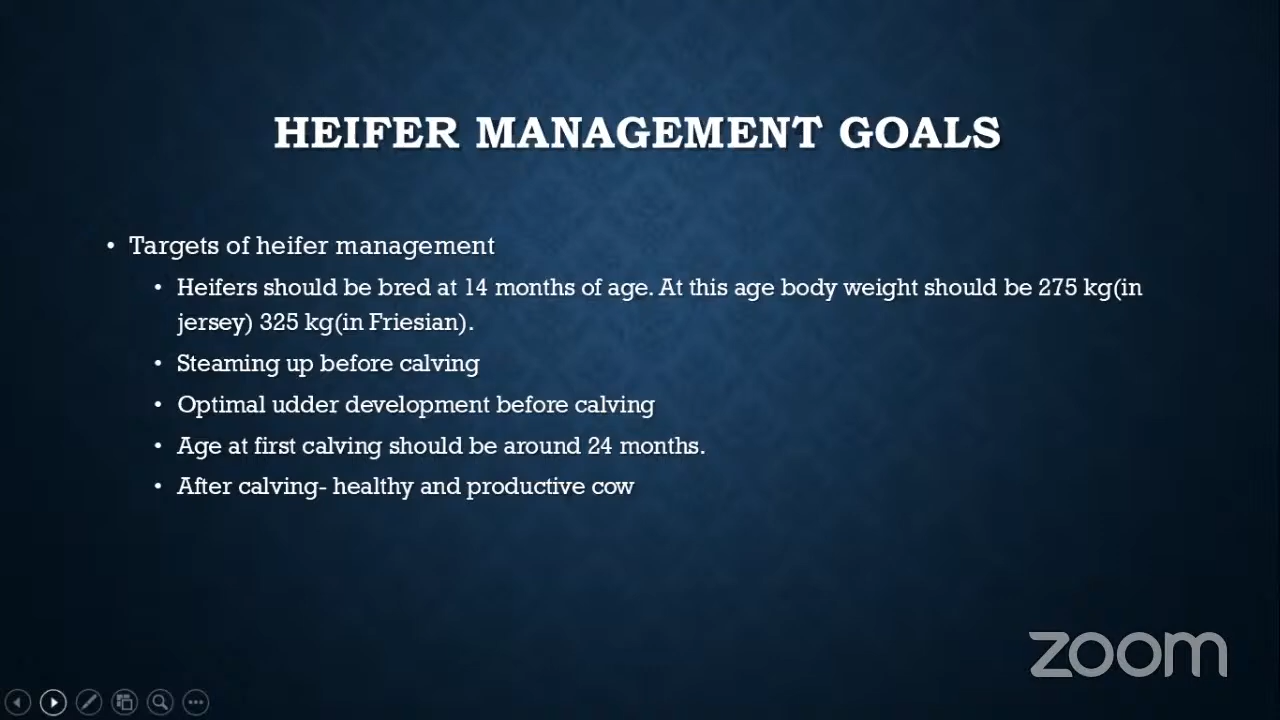 HEIFER MANAGEMENT GOALS
• Targets of heifer management
• Heifers should be bred at 14 months of age. At this age body weight should be 275 kg(in
jersey) 325 kg(in Friesian).
• Steaming up before calving
• Optimal udder development before calving
• Age at first calving should be around 24 months.
• After calving- healthy and productive cow
zoom